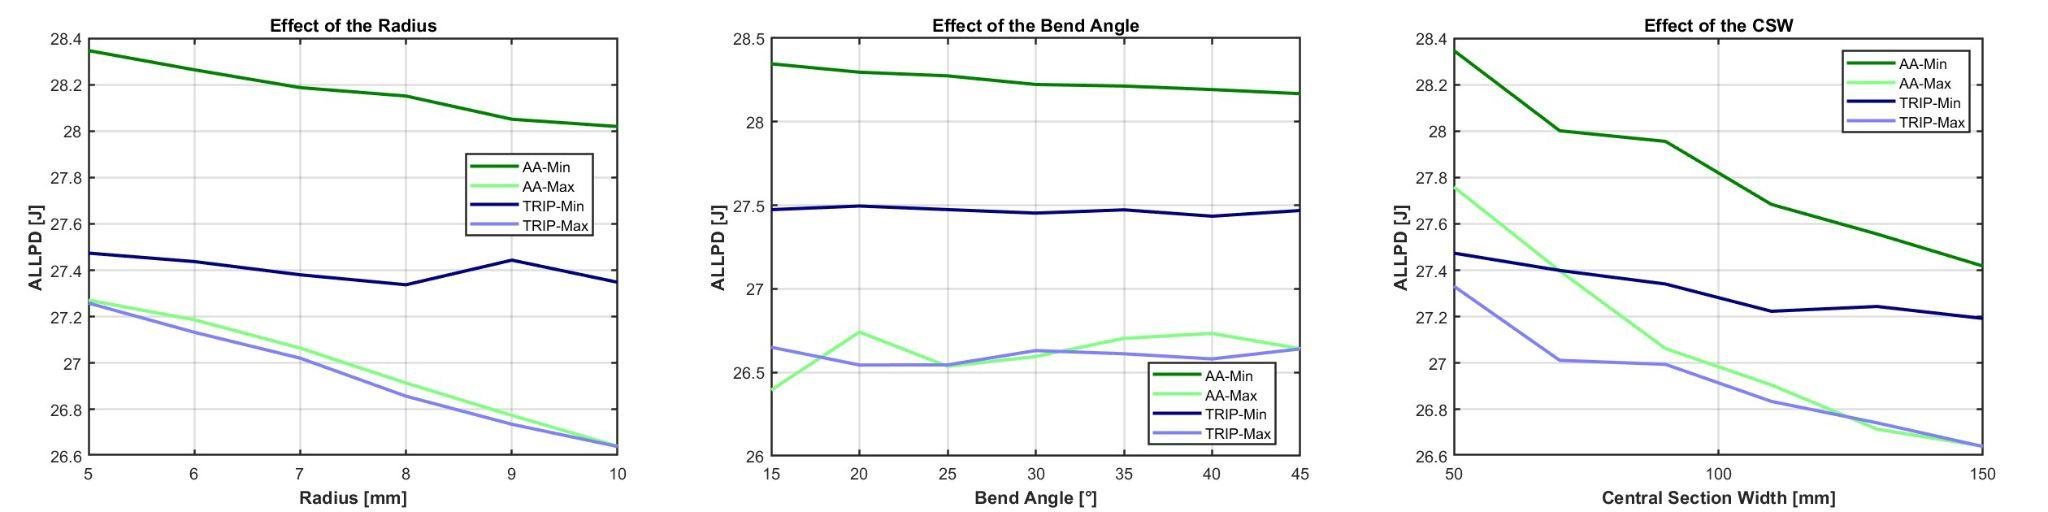 Effect of the Radius
28.4
28.2
28
27.8
27.6
27.4
27.2
27
26.8
26.6
ALLPD [J]
AA-Min
AA-Max
TRIP-Min
TRIP-Max
5 6 7 8 9 10
Radius [mm]
Effect of the Bend Angle
28.5
28
27.5
27
26.5
26
ALLPD [J]
AA-Min
AA-Max
TRIP-Min
TRIP-Max
15 20 25 30 35 40 45
Bend Angle [°]
Effect of the CSW
28.4
28.2
28
27.8
27.6
27.4
27.2
27
26.8
26.6
ALLPD [J]
AA-Min
AA-Max
TRIP-Min
TRIP-Max
50 100 150
Central Section Width [mm]